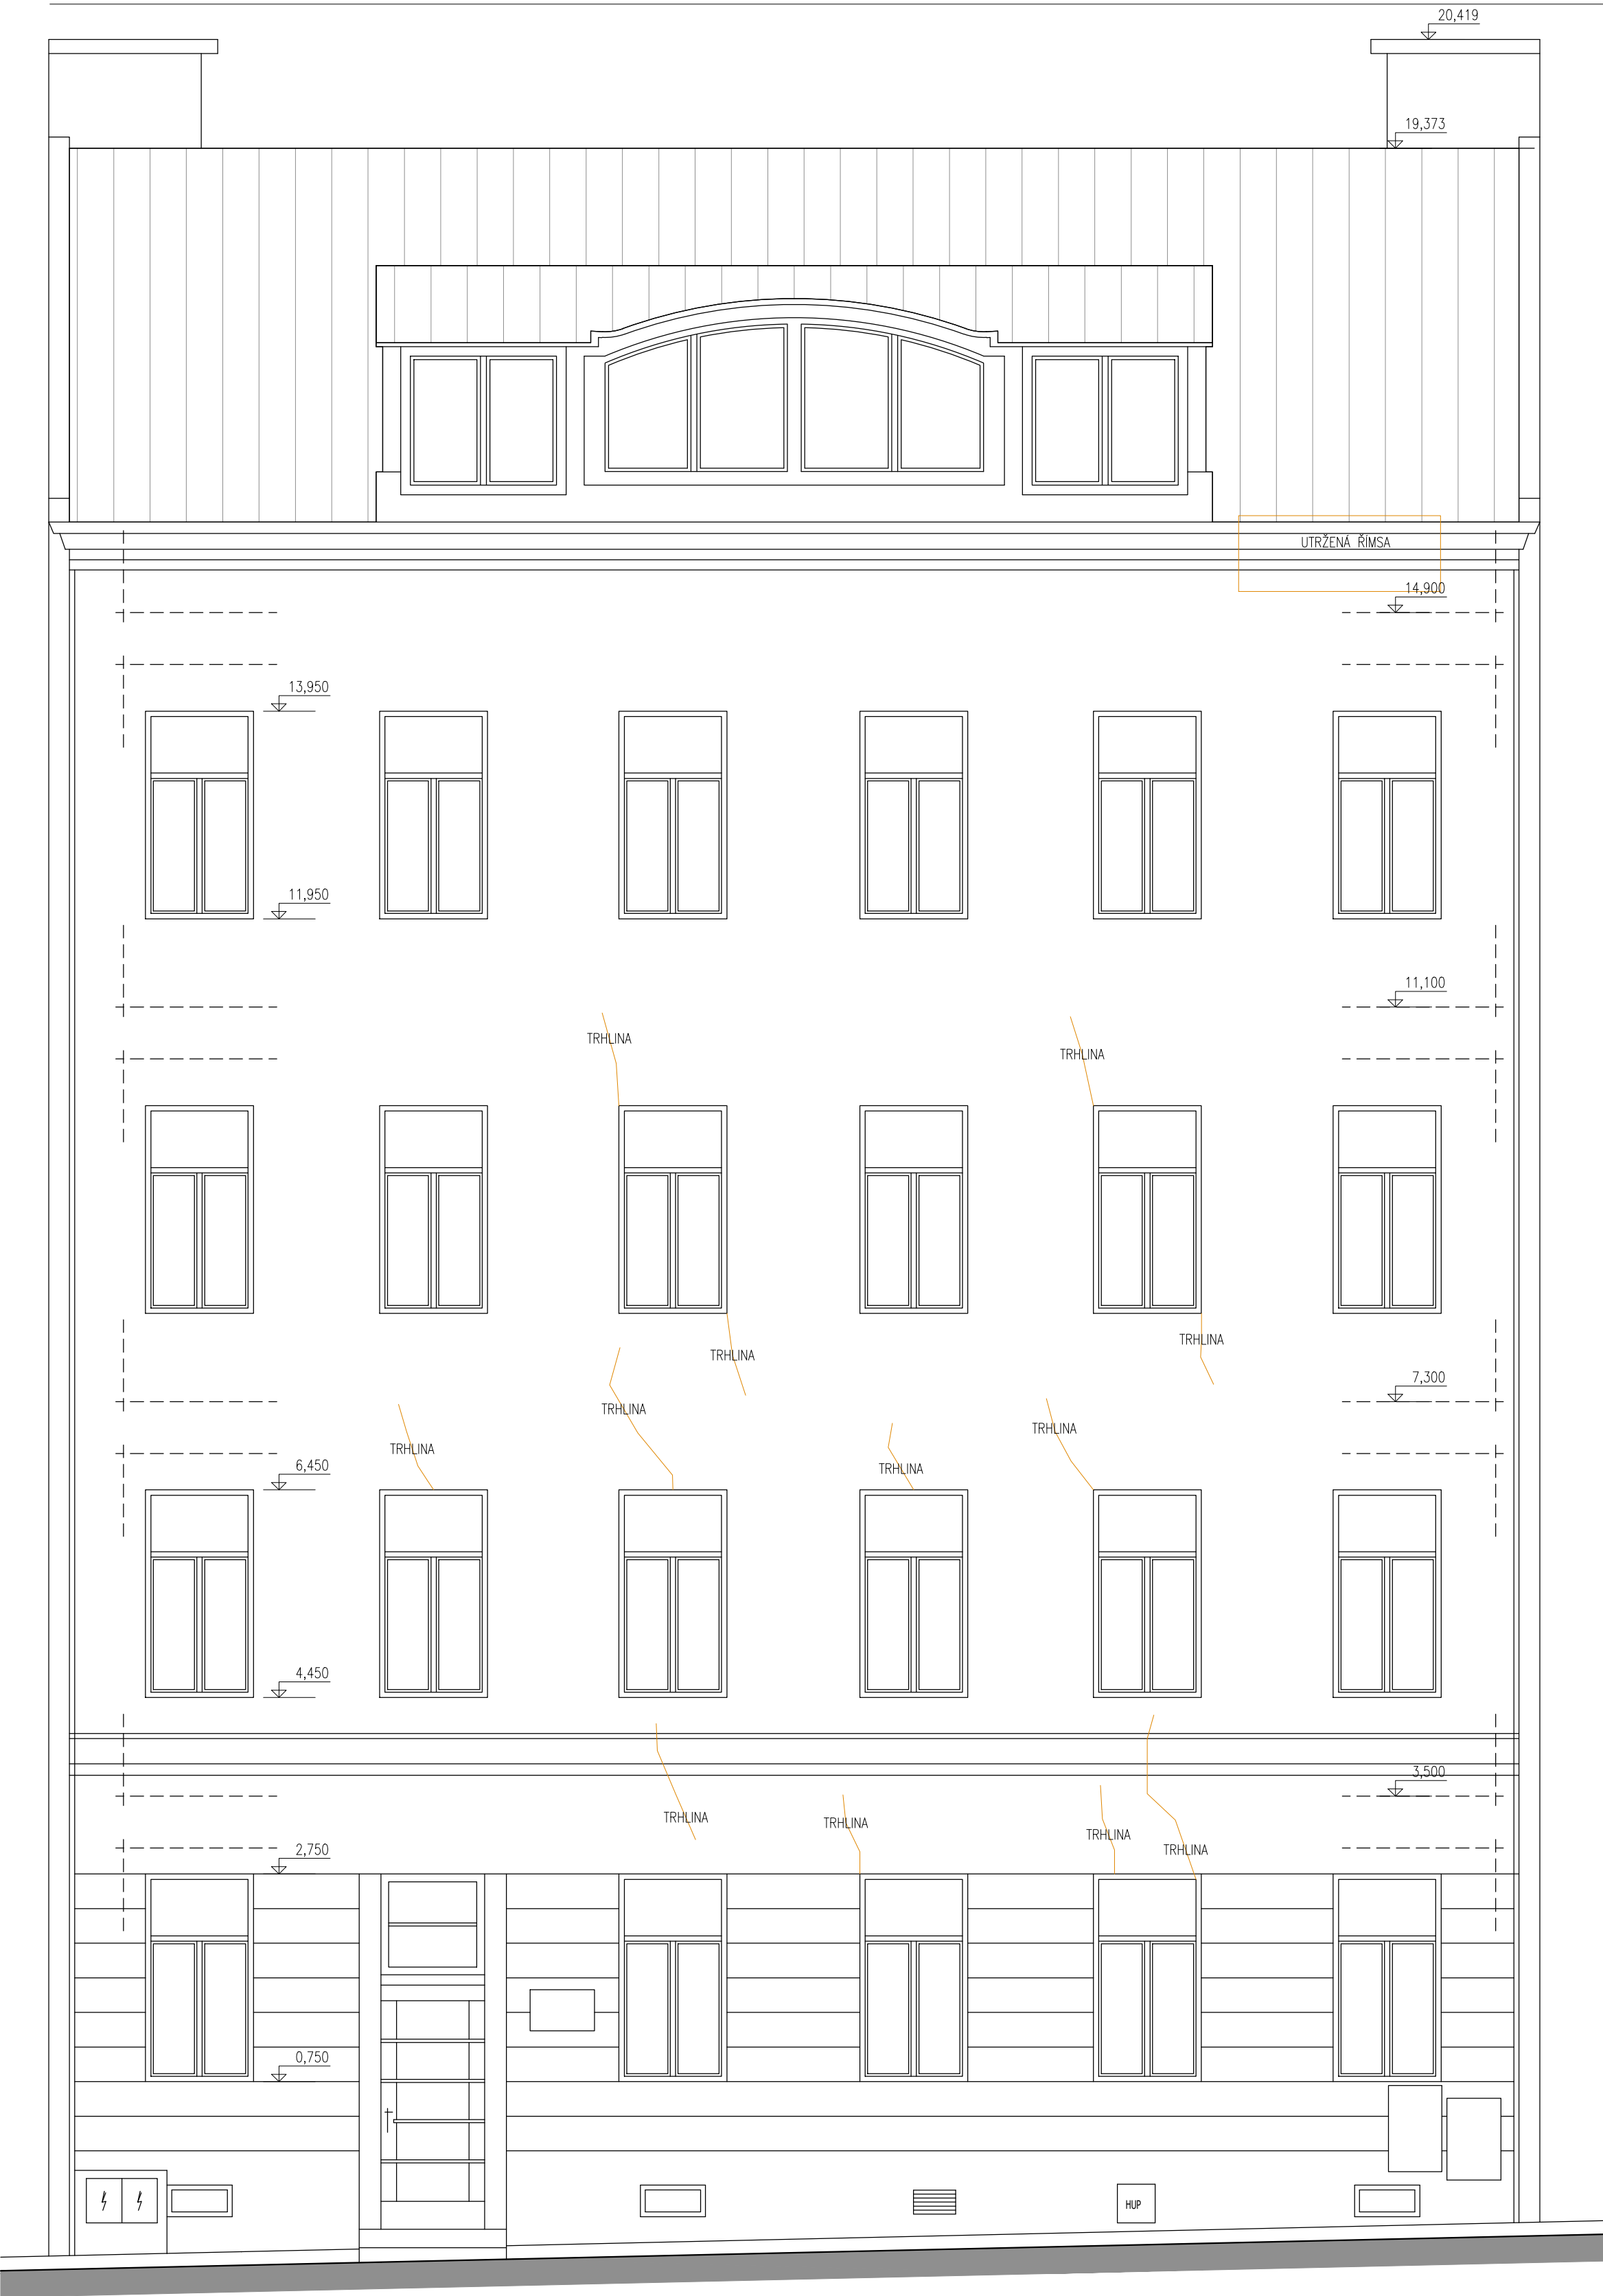 20,419
19,373
UTRŽENÁ ŘÍMSA
14,900
13,950
11,950
11,100
TRHLINA
TRHLINA
TRHLINA
TRHLINA
7,300
TRHLINA
TRHLINA
TRHLINA
TRHLINA
6,450
4,450
3,500
TRHLINA
TRHLINA
TRHLINA
TRHLINA
2,750
0,750
HUP